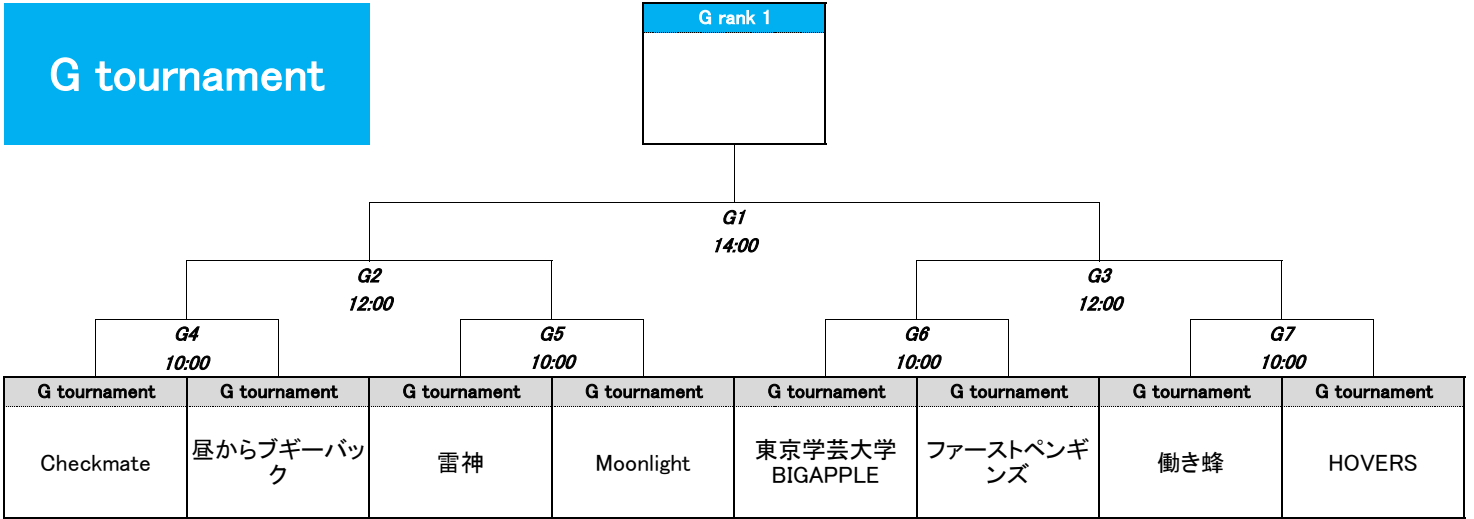 G tournament
G rank 1
G1
14:00
G2
12:00
G3
12:00
G4
10:00
G5
10:00
G6
10:00
G7
10:00
G tournament
G tournament
G tournament
G tournament
G tournament
G tournament
G tournament
G tournament
Checkmate
昼からブギーバッ
ク
雷神
Moonlight
東京学芸大学
BIGAPPLE
ファーストペンギ
ンズ
働き蜂
HOVERS